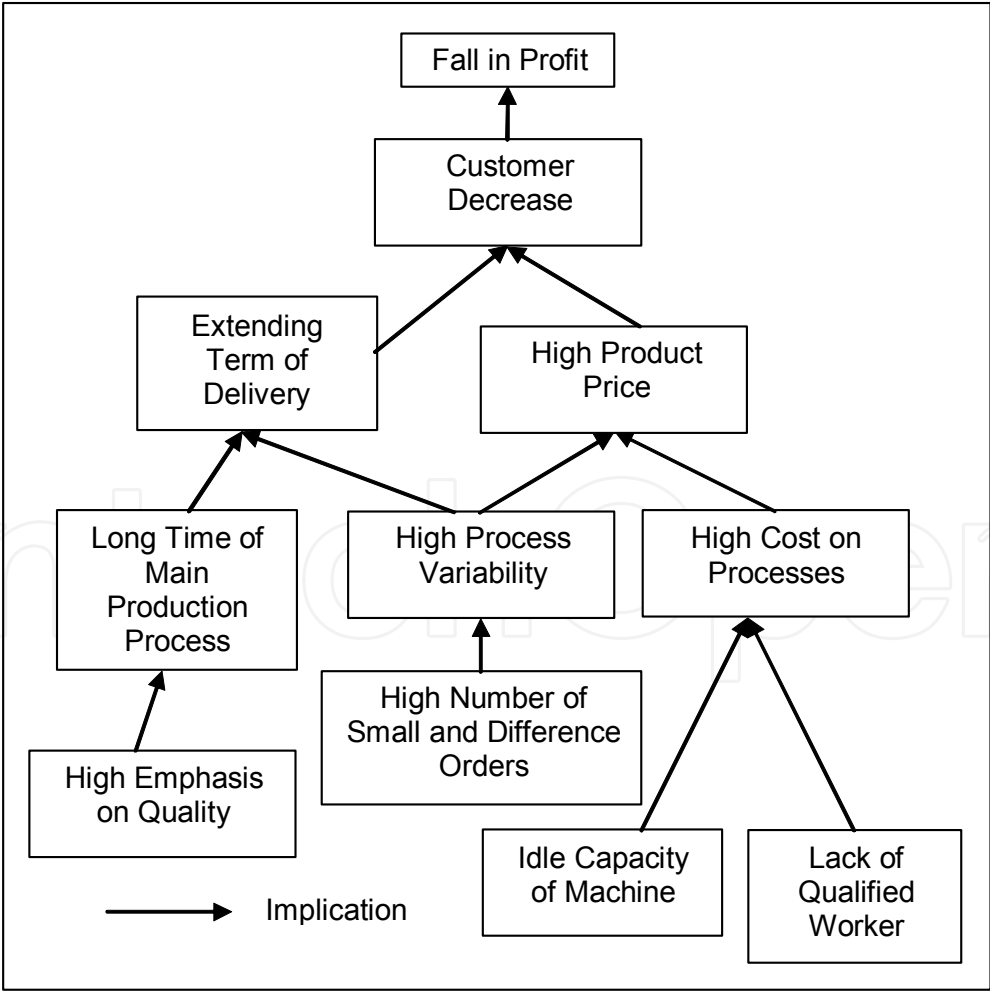 Fall in Profit
Customer
Decrease
Extending
Term of
Delivery
High Product
Price
Long Time of
Main
Production
Process
High Process
Variability
High Cost on
Processes
High Number of
Small and Difference
Orders
High Emphasis
on Quality
Idle Capacity
of Machine
Lack of
Qualified
Worker
Implication